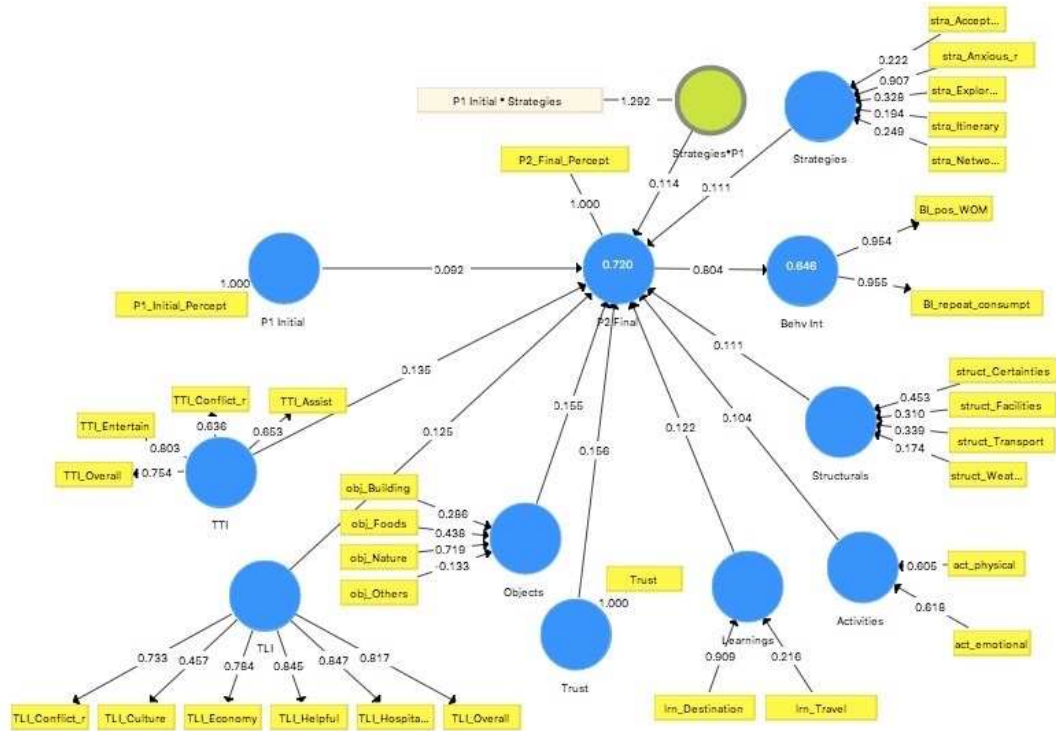 stra_Accept...
0.222
stra_Anxious_r
0.907
stra_Explor...
0.328
stra_Itinerary
0.194
stra_Netwo...
0.249
Strategies
P1 Initial * Strategies
1.292
Strategies*P1
P2_Final_Percept
1.000
0.114
0.111
BI_pos_WOM
0.954
0.720
0.804
0.646
0.955
BI_repeat_consumpt
P2 Final
Behv Int
1.000
P1_Initial_Percept
P1 Initial
0.092
0.111
struct_Certainties
0.453
struct_Facilities
0.310
struct_Transport
0.339
struct_Weat...
0.174
Structurals
TTI_Conflict_r
0.636
TTI_Assist
0.653
TTI_Entertain
0.803
TTI_Overall
0.754
TTI
0.135
0.125
0.155
0.156
0.122
0.104
obj_Building
0.286
obj_Foods
0.438
obj_Nature
0.719
obj_Others
-0.133
Objects
Trust
1.000
Trust
Learnings
0.909
0.216
lrn_Destination
lrn_Travel
Activities
0.605
act_physical
0.618
act_emotional
TLI
0.733
0.457
0.784
0.845
0.847
0.817
TLI_Conflict_r
TLI_Culture
TLI_Economy
TLI_Helpful
TLI_Hospita...
TLI_Overall